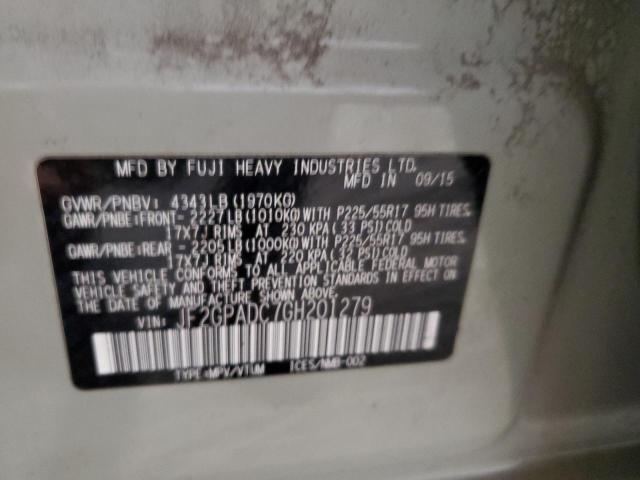 MFD BY FUJI HEAVY INDUSTRIES LTD.
MFD IN 09/15
GVWR/PNBV: 4343LB(1970KG)
GAWR/PNBE:FRONT- 2227LB(1010KG)WITH P225/55R17 95H TIRES,
17X7J RIMS AT 230 KPA(33 PSI)COLD
GAWR/PNBE:REAR - 2205LB(1000KG)WITH P225/55R17 95H TIRES,
17X7J RIMS AT 220 KPA(32 PSI)COLD
THIS VEHICLE CONFORMS TO ALL APPLICABLE FEDERAL MOTOR
VEHICLE SAFETY AND THEFT PREVENTION STANDARDS IN EFFECT ON
THE DATE OF MANUFACTURE SHOWN ABOVE.
VIN: JF2GPADC7GH201279
TYPE:MPV/VTUM ICES/NMB-002